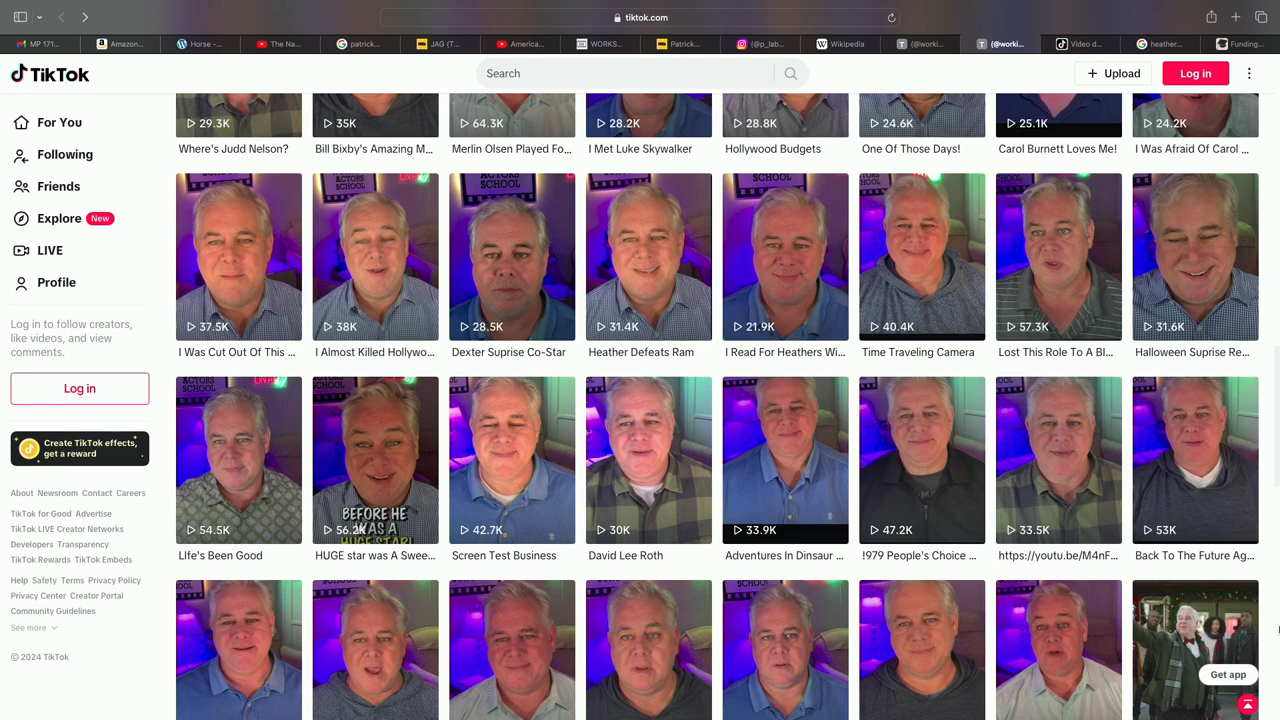 tiktok.com
MP 171...
Amazon...
Horse -...
The Na...
patrick...
JAG (T...
America...
WORKS...
Patrick...
(@p_lab...
Wikipedia
(@worki...
(@worki...
Video d...
heather...
Funding...
TikTok
Search
Upload
Log in
For You
Following
Friends
Explore New
LIVE
Profile
Log in to follow creators,
like videos, and view
comments.
Log in
Create TikTok effects,
get a reward
About Newsroom Contact Careers
TikTok for Good Advertise
TikTok LIVE Creator Networks
Developers Transparency
TikTok Rewards TikTok Embeds
Help Safety Terms Privacy Policy
Privacy Center Creator Portal
Community Guidelines
See more
© 2024 TikTok
29.3K
35K
64.3K
28.2K
28.8K
24.6K
25.1K
24.2K
Where's Judd Nelson?
Bill Bixby's Amazing M...
Merlin Olsen Played Fo...
I Met Luke Skywalker
Hollywood Budgets
One Of Those Days!
Carol Burnett Loves Me!
I Was Afraid Of Carol ...
ACTORS
SCHOOL
37.5K
38K
28.5K
31.4K
21.9K
40.4K
57.3K
31.6K
I Was Cut Out Of This ...
I Almost Killed Hollywo...
Dexter Suprise Co-Star
Heather Defeats Ram
I Read For Heathers Wi...
Time Traveling Camera
Lost This Role To A Bl...
Halloween Suprise Re...
BEFORE HE
WAS A
HUGE STAR!
54.5K
56.2K
42.7K
30K
33.9K
47.2K
33.5K
53K
LIfe's Been Good
HUGE star was A Swee...
Screen Test Business
David Lee Roth
Adventures In Dinsaur ...
!979 People's Choice ...
https://youtu.be/M4nF...
Back To The Future Ag...
Get app